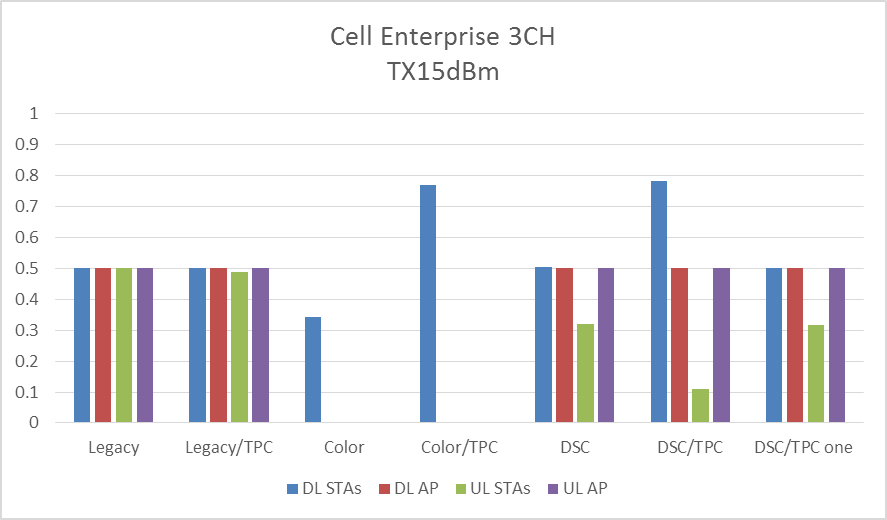 Cell Enterprise 3CH
TX15dBm
1
0.9
0.8
0.7
0.6
0.5
0.4
0.3
0.2
0.1
0
Legacy Legacy/TPC Color Color/TPC DSC DSC/TPC DSC/TPC one
DL STAs DL AP UL STAs UL AP